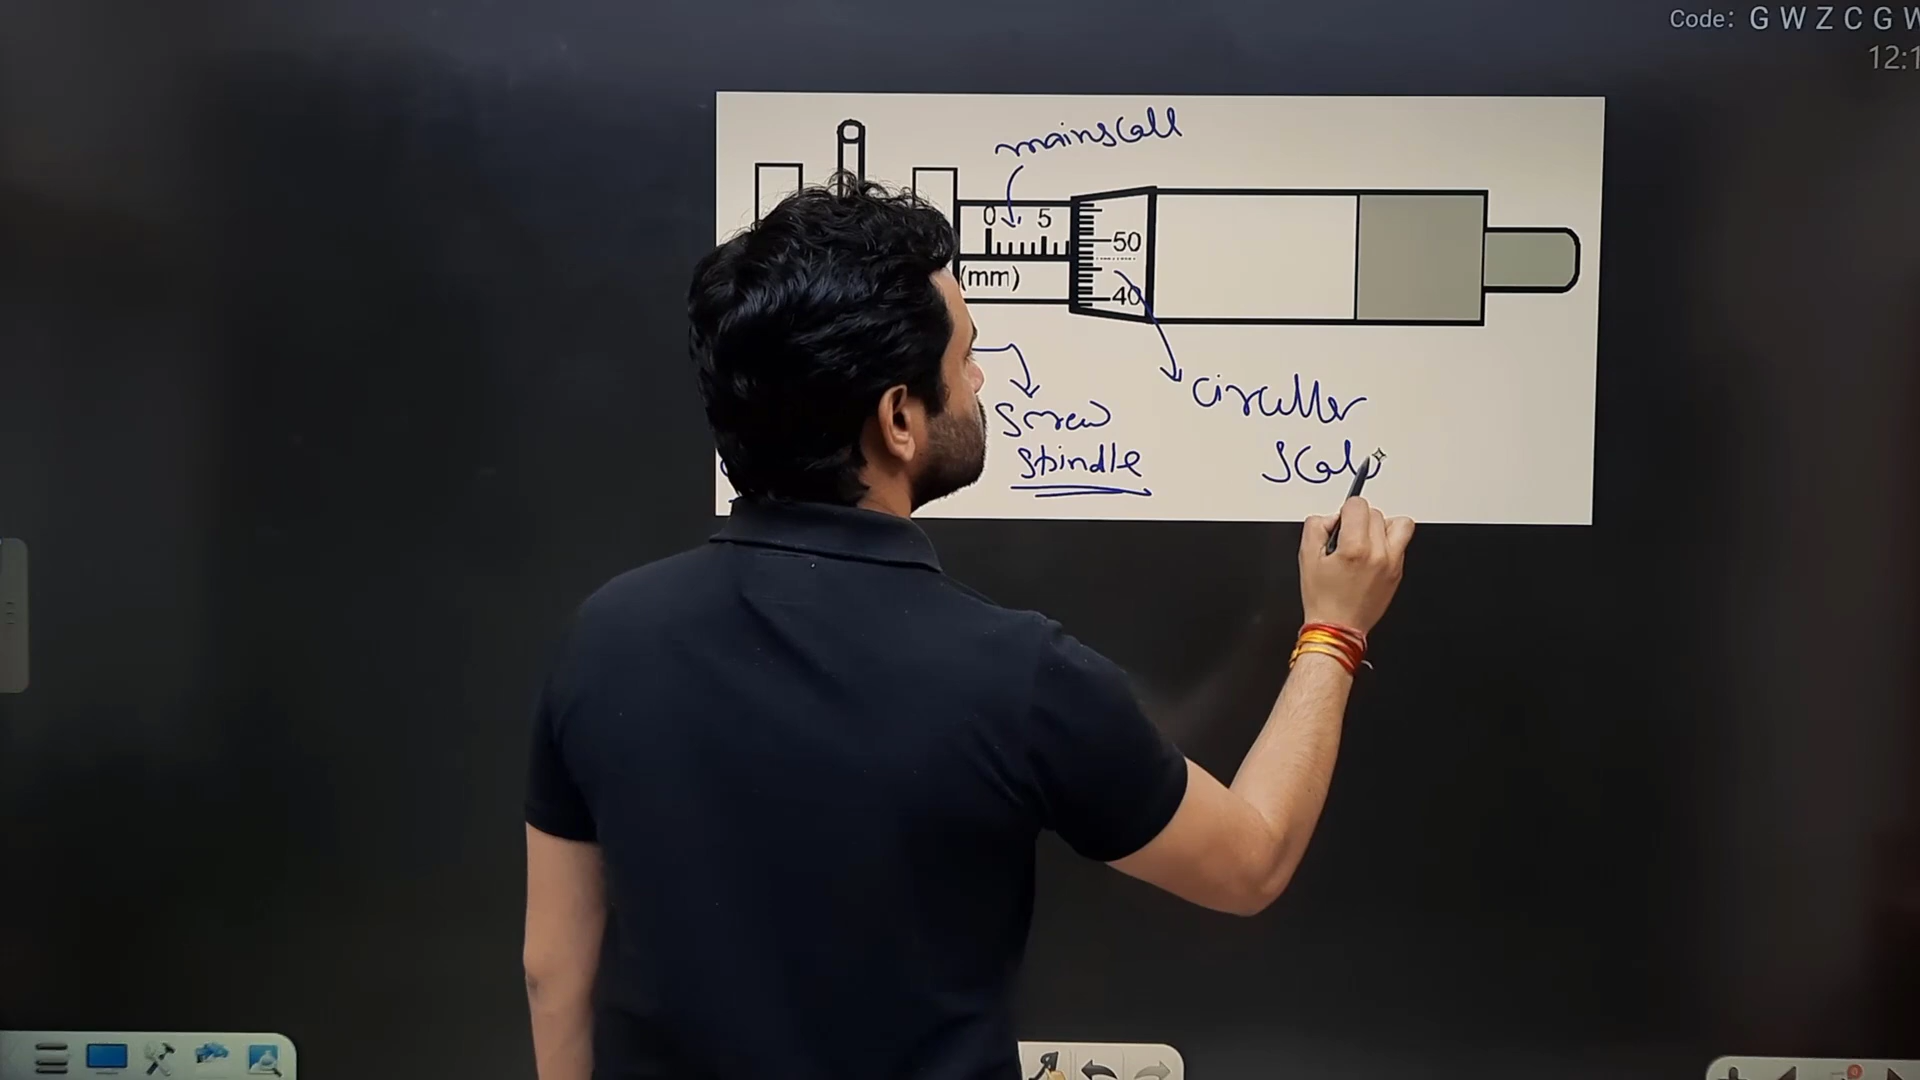 Code: G W Z C G W
12:1
mainscall
0 5
50
(mm)
40
circuller
screw
spindle
Scale